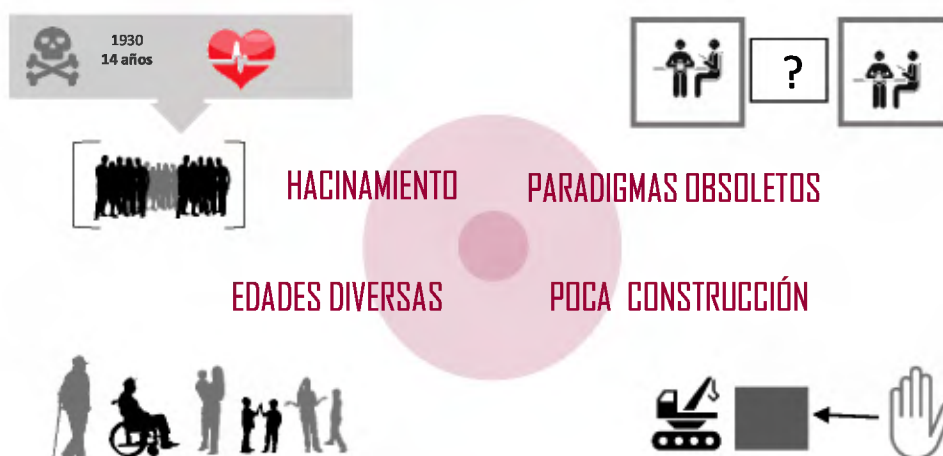 1930
14 años
?
HACINAMIENTO
PARADIGMAS OBSOLETOS
EDADES DIVERSAS
POCA CONSTRUCCIÓN